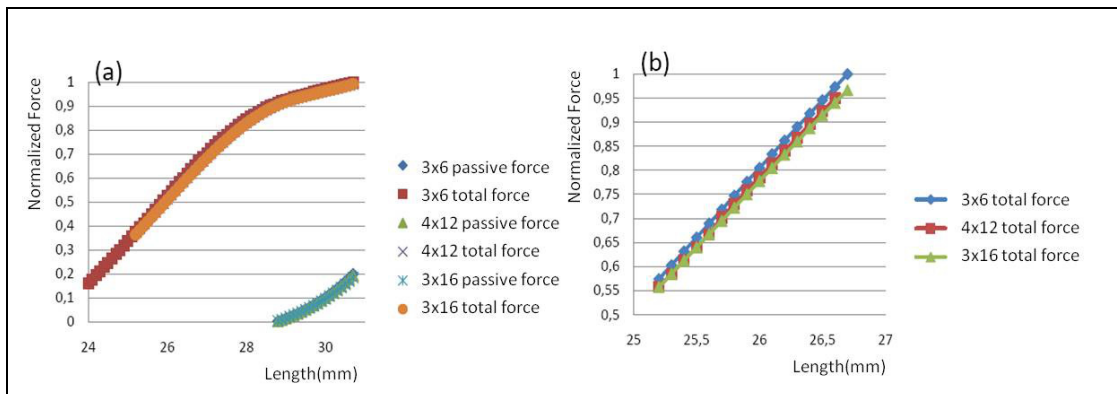 (a)
Normalized Force
1
0,9
0,8
0,7
0,6
0,5
0,4
0,3
0,2
0,1
0
24
26
28
30
Length(mm)
3x6 passive force
3x6 total force
4x12 passive force
4x12 total force
3x16 passive force
3x16 total force
(b)
Normalized Force
1
0,95
0,9
0,85
0,8
0,75
0,7
0,65
0,6
0,55
0,5
25
25,5
26
26,5
27
Length(mm)
3x6 total force
4x12 total force
3x16 total force